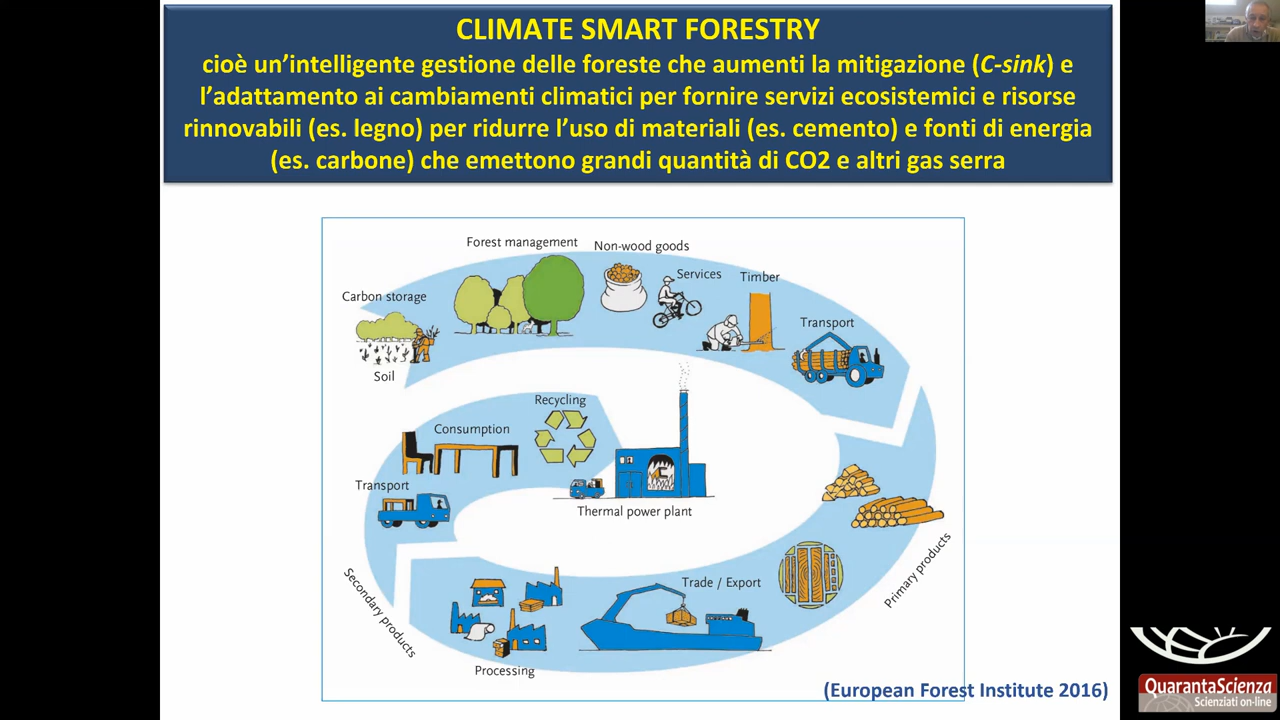 CLIMATE SMART FORESTRY
cioè un’intelligente gestione delle foreste che aumenti la mitigazione (C-sink) e
l’adattamento ai cambiamenti climatici per fornire servizi ecosistemici e risorse
rinnovabili (es. legno) per ridurre l’uso di materiali (es. cemento) e fonti di energia
(es. carbone) che emettono grandi quantità di CO2 e altri gas serra
Forest management
Non-wood goods
Services
Timber
Carbon storage
Transport
Soil
Recycling
Consumption
Transport
Thermal power plant
Primary products
Trade / Export
Secondary products
Processing
(European Forest Institute 2016)
QuarantaScienza
Scienziati on-line